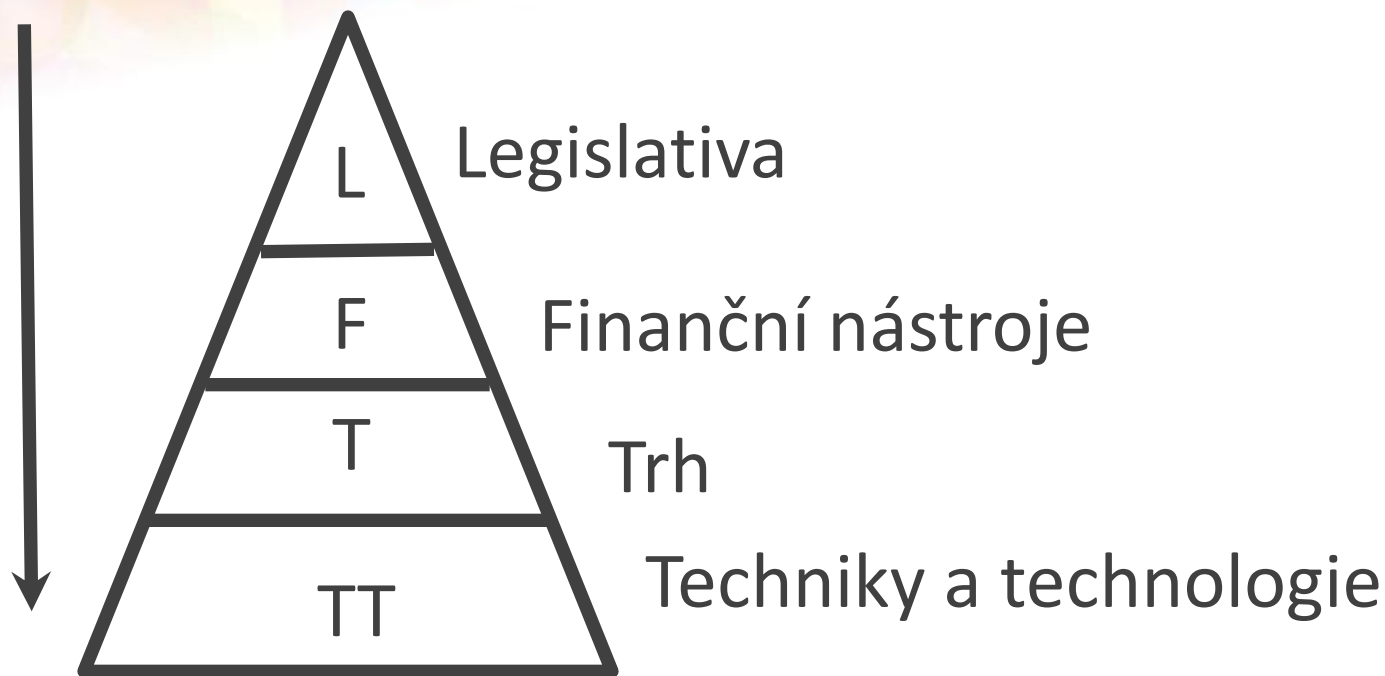 L
Legislativa
F
Finanční nástroje
T
Trh
TT
Techniky a technologie